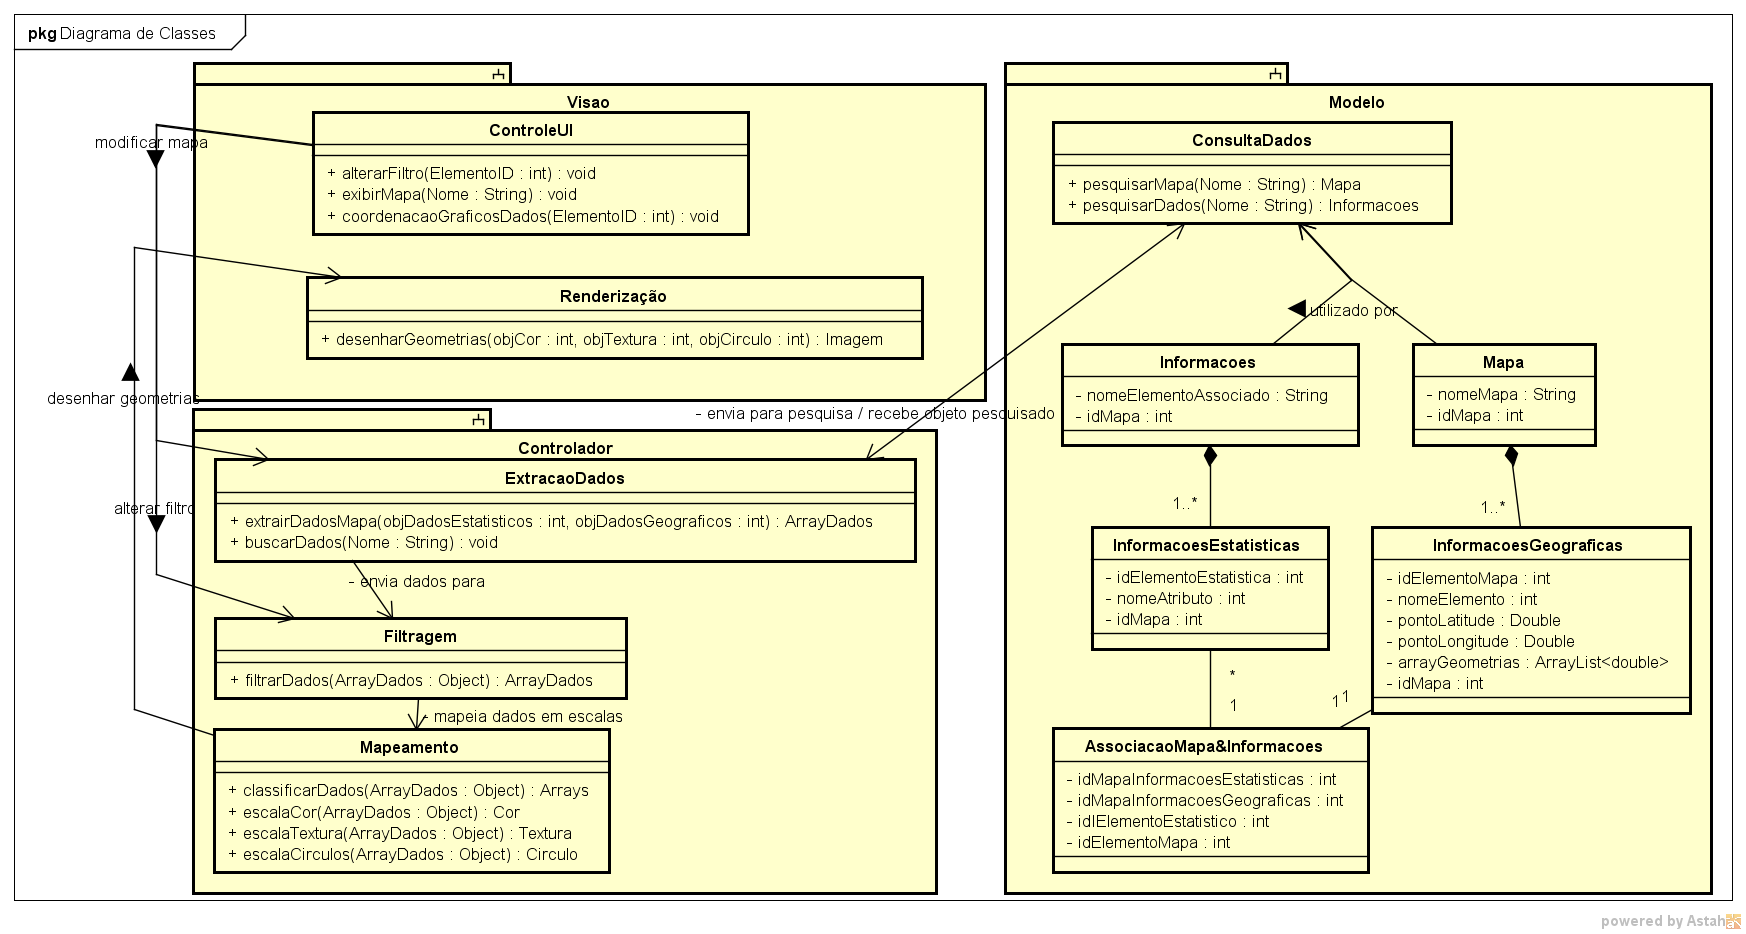 pkg Diagrama de Classes
Visao
ControleUI
+ alterarFiltro(ElementoID : int) : void
+ exibirMapa(Nome : String) : void
+ coordenacaoGraficosDados(ElementoID : int) : void
modificar mapa
Renderização
+ desenharGeometrias(objCor : int, objTextura : int, objCirculo : int) : Imagem
desenhar geometrias
- envia para pesquisa / recebe objeto pesquisado
Controlador
ExtracaoDados
+ extrairDadosMapa(objDadosEstatisticos : int, objDadosGeograficos : int) : ArrayDados
+ buscarDados(Nome : String) : void
alterar filtro
- envia dados para
Filtragem
+ filtrarDados(ArrayDados : Object) : ArrayDados
- mapeia dados em escalas
Mapeamento
+ classificarDados(ArrayDados : Object) : Arrays
+ escalaCor(ArrayDados : Object) : Cor
+ escalaTextura(ArrayDados : Object) : Textura
+ escalaCirculos(ArrayDados : Object) : Circulo
Modelo
ConsultaDados
+ pesquisarMapa(Nome : String) : Mapa
+ pesquisarDados(Nome : String) : Informacoes
utilizado por
Informacoes
- nomeElementoAssociado : String
- idMapa : int
Mapa
- nomeMapa : String
- idMapa : int
1..*
1..*
InformacoesEstatisticas
- idElementoEstatistica : int
- nomeAtributo : int
- idMapa : int
InformacoesGeograficas
- idElementoMapa : int
- nomeElemento : int
- pontoLatitude : Double
- pontoLongitude : Double
- arrayGeometrias : ArrayList<double>
- idMapa : int
*
1
1
1
AssociacaoMapa&Informacoes
- idMapaInformacoesEstatisticas : int
- idMapaInformacoesGeograficas : int
- idIElementoEstatistico : int
- idElementoMapa : int
powered by Astah